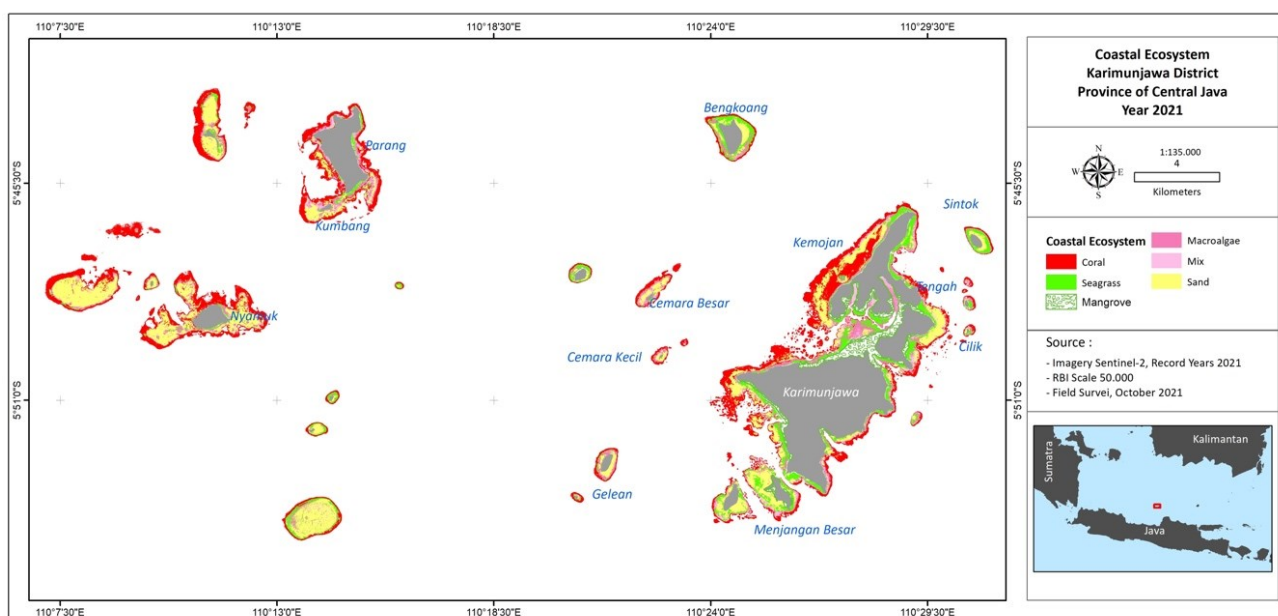 110°7'30"E
110°13'0"E
110°18'30"E
110°24'0"E
110°29'30"E
5°45'30"S
5°51'0"S
Bengkoang
Parang
Kumbang
Sintok
Kemojan
Tengah
Cemara Besar
Nyamuk
Cemara Kecil
Cilik
Karimunjawa
Gelean
Menjangan Besar
5°45'30"S
5°51'0"S
110°7'30"E
110°13'0"E
110°18'30"E
110°24'0"E
110°29'30"E
Coastal Ecosystem
Karimunjawa District
Province of Central Java
Year 2021
N
W E
S
1:135.000
4
Kilometers
Coastal Ecosystem
Coral
Seagrass
Mangrove
Macroalgae
Mix
Sand
Source :
- Imagery Sentinel-2, Record Years 2021
- RBI Scale 50.000
- Field Survei, October 2021
Sumatra
Kalimantan
Java